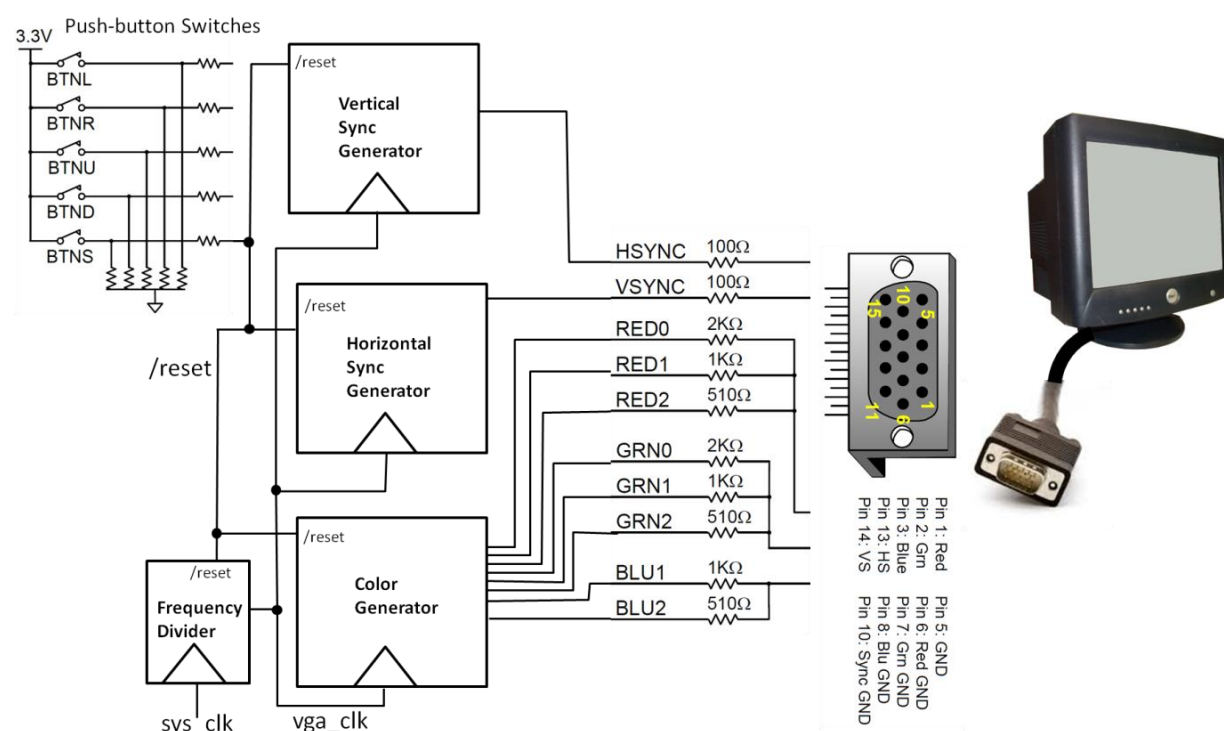 Push-button Switches
3.3V
BTNL
BTNR
BTNU
BTND
BTNS
/reset
Vertical
Sync
Generator
/reset
Horizontal
Sync
Generator
/reset
/reset
Color
Generator
/reset
Frequency
Divider
sys_clk
vga_clk
HSYNC 100Ω
VSYNC 100Ω
RED0 2KΩ
RED1 1KΩ
RED2 510Ω
GRN0 2KΩ
GRN1 1KΩ
GRN2 510Ω
BLU1 1KΩ
BLU2 510Ω
10
15
5
11
6
1
Pin 1: Red
Pin 2: Grn
Pin 3: Blue
Pin 13: HS
Pin 14: VS
Pin 5: GND
Pin 6: Red GND
Pin 7: Grn GND
Pin 8: Blu GND
Pin 10: Sync GND